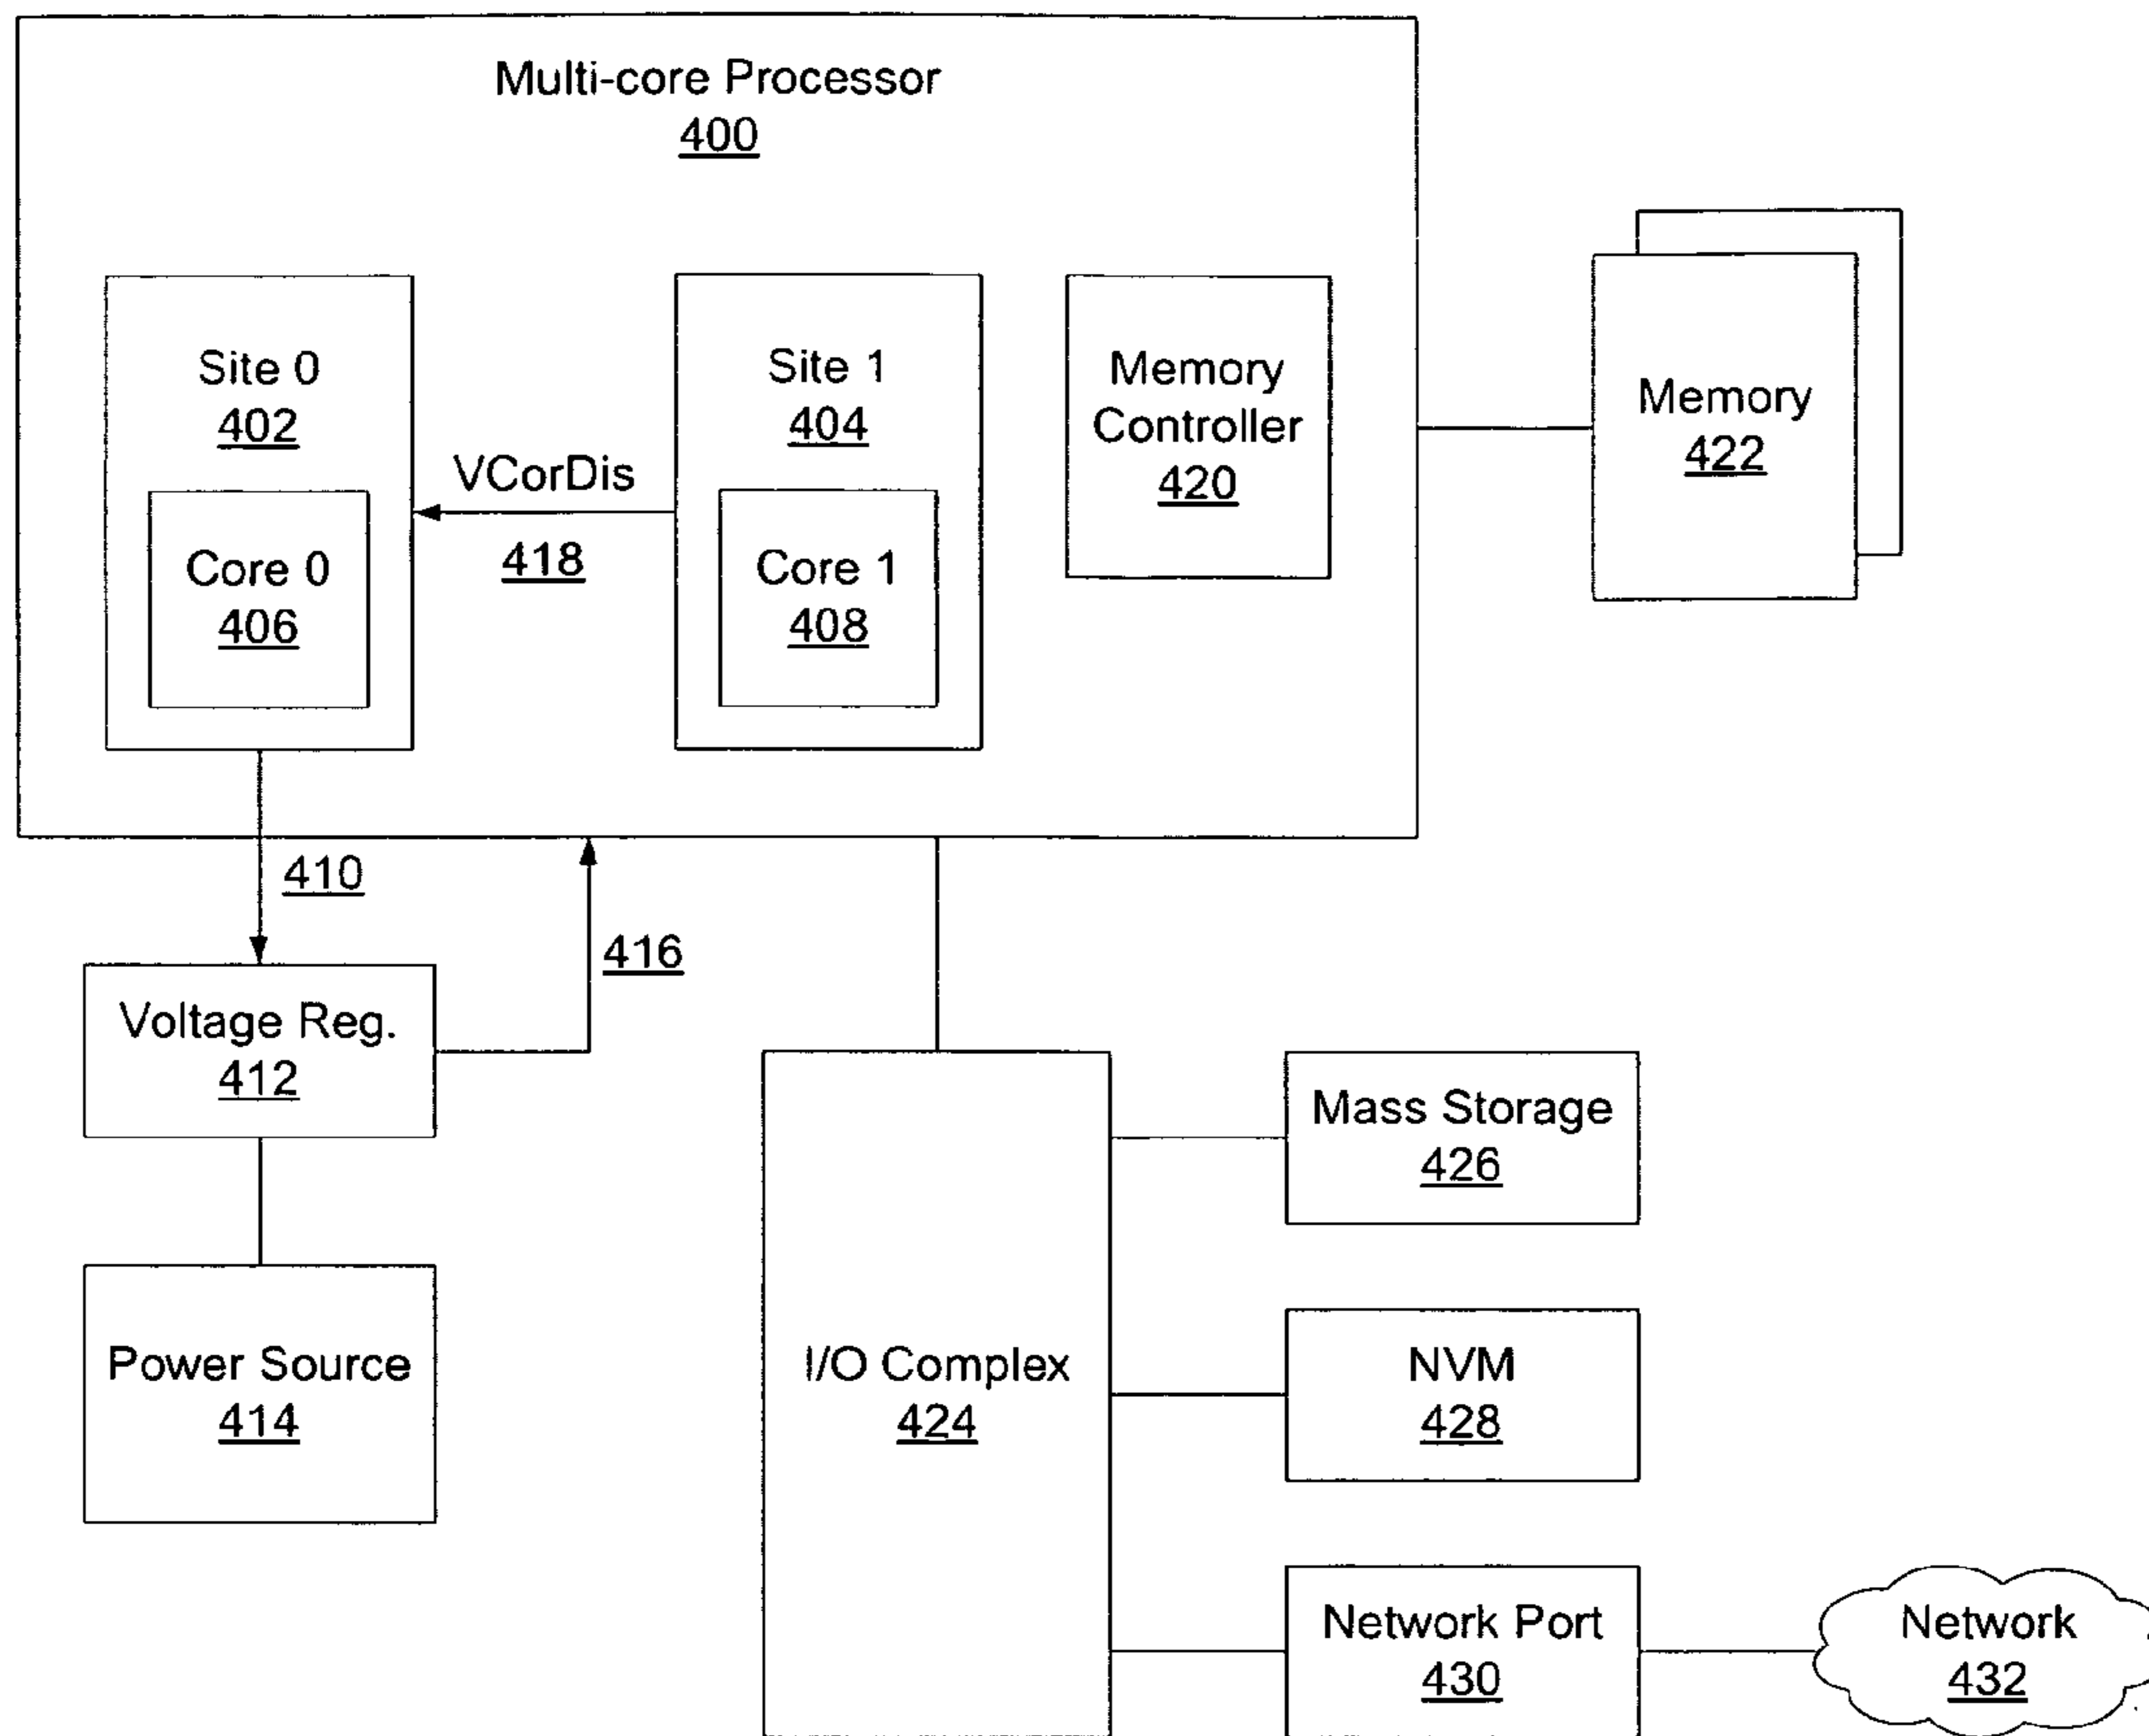 Multi-core Processor
400
Site 0
402
Core 0
406
VCorDis
418
Site 1
404
Core 1
408
Memory
Controller
420
Memory
422
410
416
Voltage Reg.
412
Power Source
414
I/O Complex
424
Mass Storage
426
NVM
428
Network Port
430
Network
432